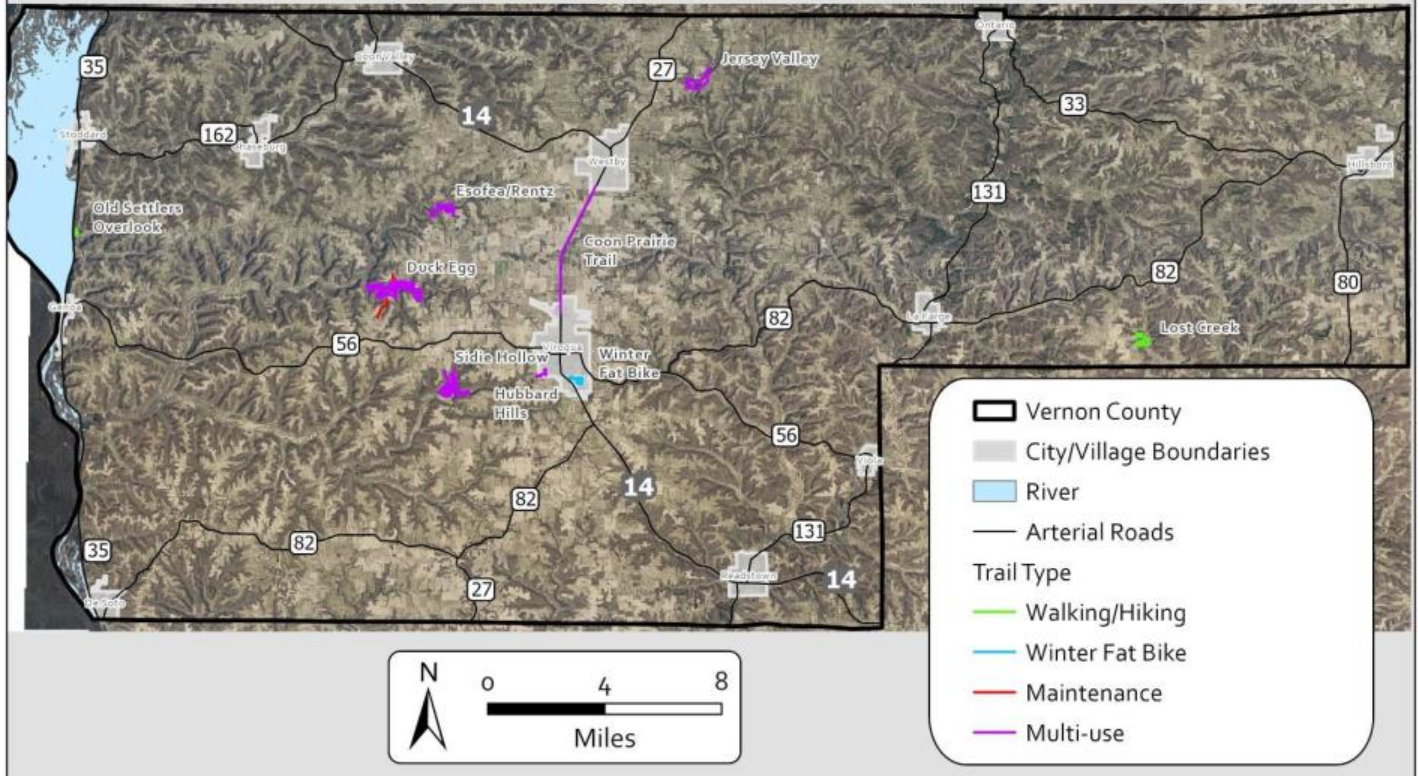 Ontario
35
Coon Valley
27
Jersey Valley
14
33
Stoddard
162
Chaseburg
Westby
Hillsboro
Esofea/Rentz
131
Old Settlers
Overlook
Coon Prairie
Trail
Duck Egg
82
80
Genoa
82
La Farge
Lost Creek
56
Viroqua
Sidie Hollow
Winter
Fat Bike
Hubbard
Hills
56
Viola
14
82
131
82
35
Readstown
14
27
De Soto
Vernon County
City/Village Boundaries
River
Arterial Roads
Trail Type
Walking/Hiking
Winter Fat Bike
Maintenance
Multi-use
N
0 4 8
Miles